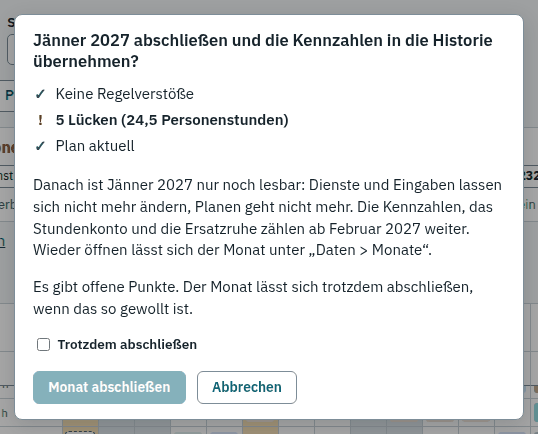 Jänner 2027 abschließen und die Kennzahlen in die Historie
übernehmen?
✓ Keine Regelverstöße
! 5 Lücken (24,5 Personenstunden)
✓ Plan aktuell
Danach ist Jänner 2027 nur noch lesbar: Dienste und Eingaben lassen
sich nicht mehr ändern, Planen geht nicht mehr. Die Kennzahlen, das
Stundenkonto und die Ersatzruhe zählen ab Februar 2027 weiter.
Wieder öffnen lässt sich der Monat unter „Daten > Monate“.
Es gibt offene Punkte. Der Monat lässt sich trotzdem abschließen,
wenn das so gewollt ist.
Trotzdem abschließen
Monat abschließen
Abbrechen